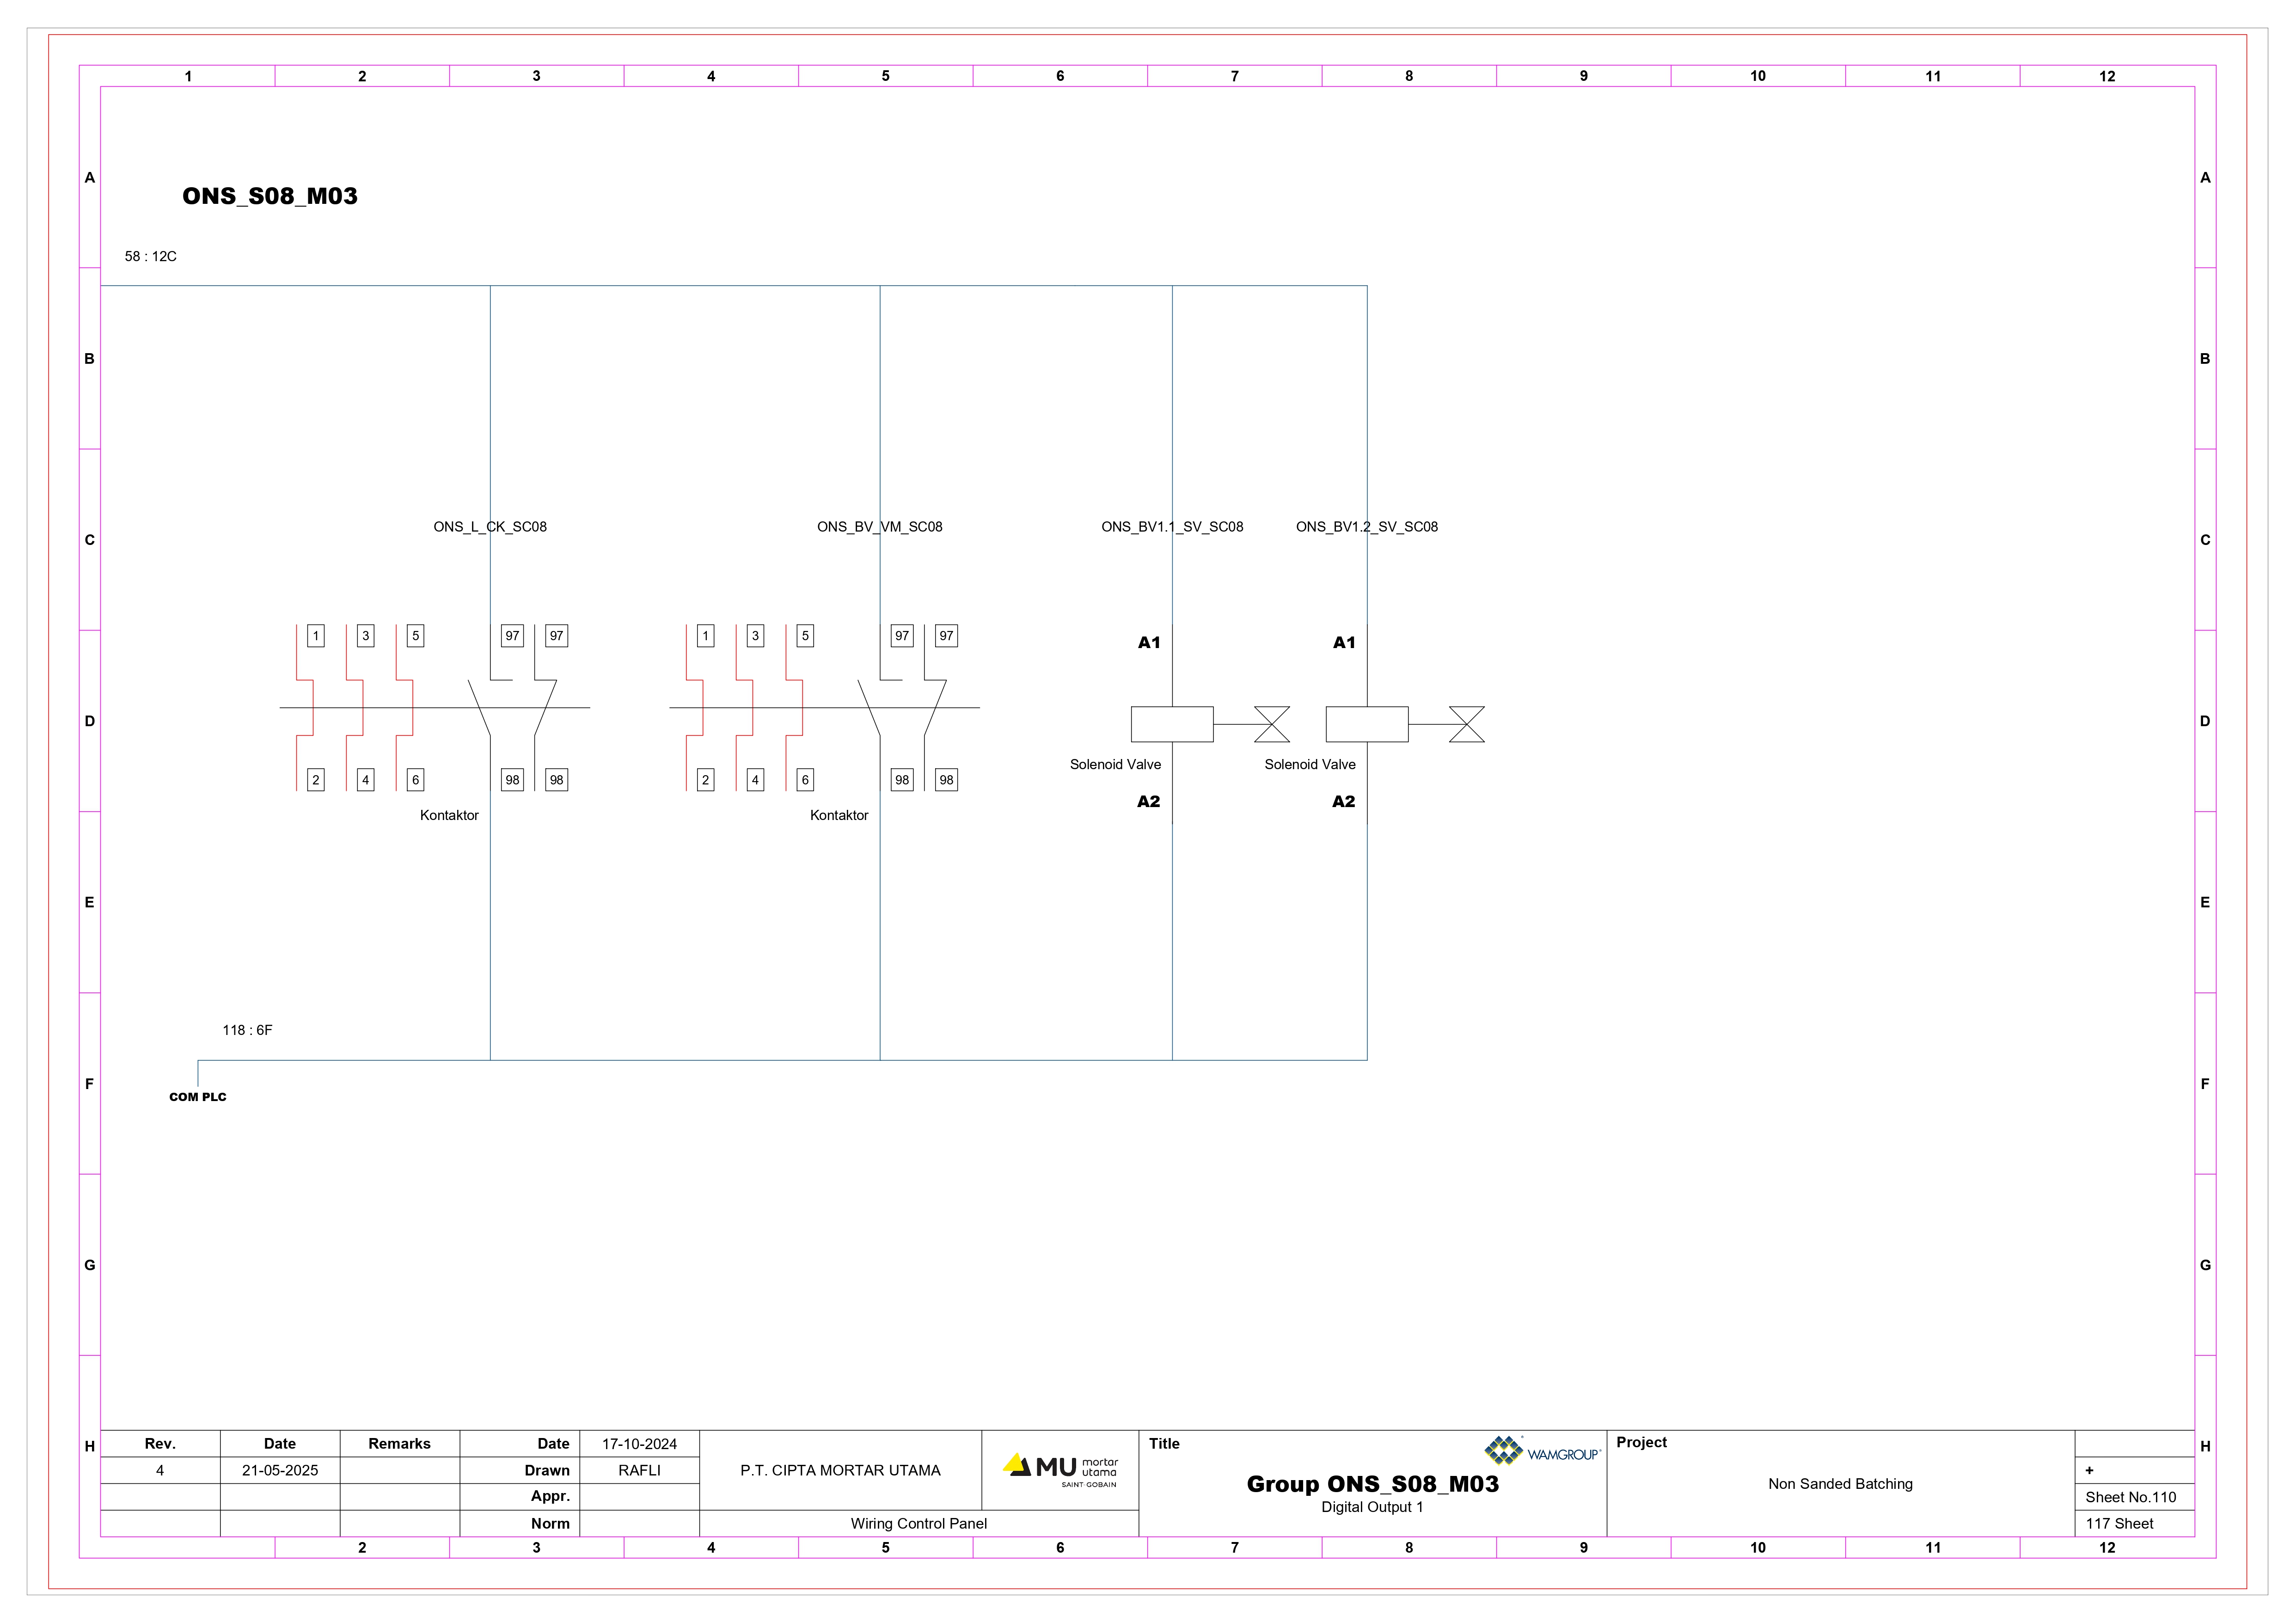 1 2 3 4 5 6 7 8 9 10 11 12
A A
ONS_S08_M03
58 : 12C
B B
ONS_L_CK_SC08 ONS_BV_VM_SC08 ONS_BV1.1_SV_SC08 ONS_BV1.2_SV_SC08
C C
1 3 5 97 97 1 3 5 97 97 A1 A1
D D
Solenoid Valve Solenoid Valve
2 4 6 98 98 2 4 6 98 98 A2 A2
Kontaktor Kontaktor
E E
118 : 6F
F F
COM PLC
G G
H H
Rev. Date Remarks
4 21-05-2025
Date 17-10-2024
Drawn RAFLI
Appr.
Norm
P.T. CIPTA MORTAR UTAMA
MU mortar
utama
SAINT-GOBAIN
Wiring Control Panel
Title
WAMGROUP®
Group ONS_S08_M03
Digital Output 1
Project
Non Sanded Batching
+
Sheet No.110
117 Sheet
2 3 4 5 6 7 8 9 10 11 12